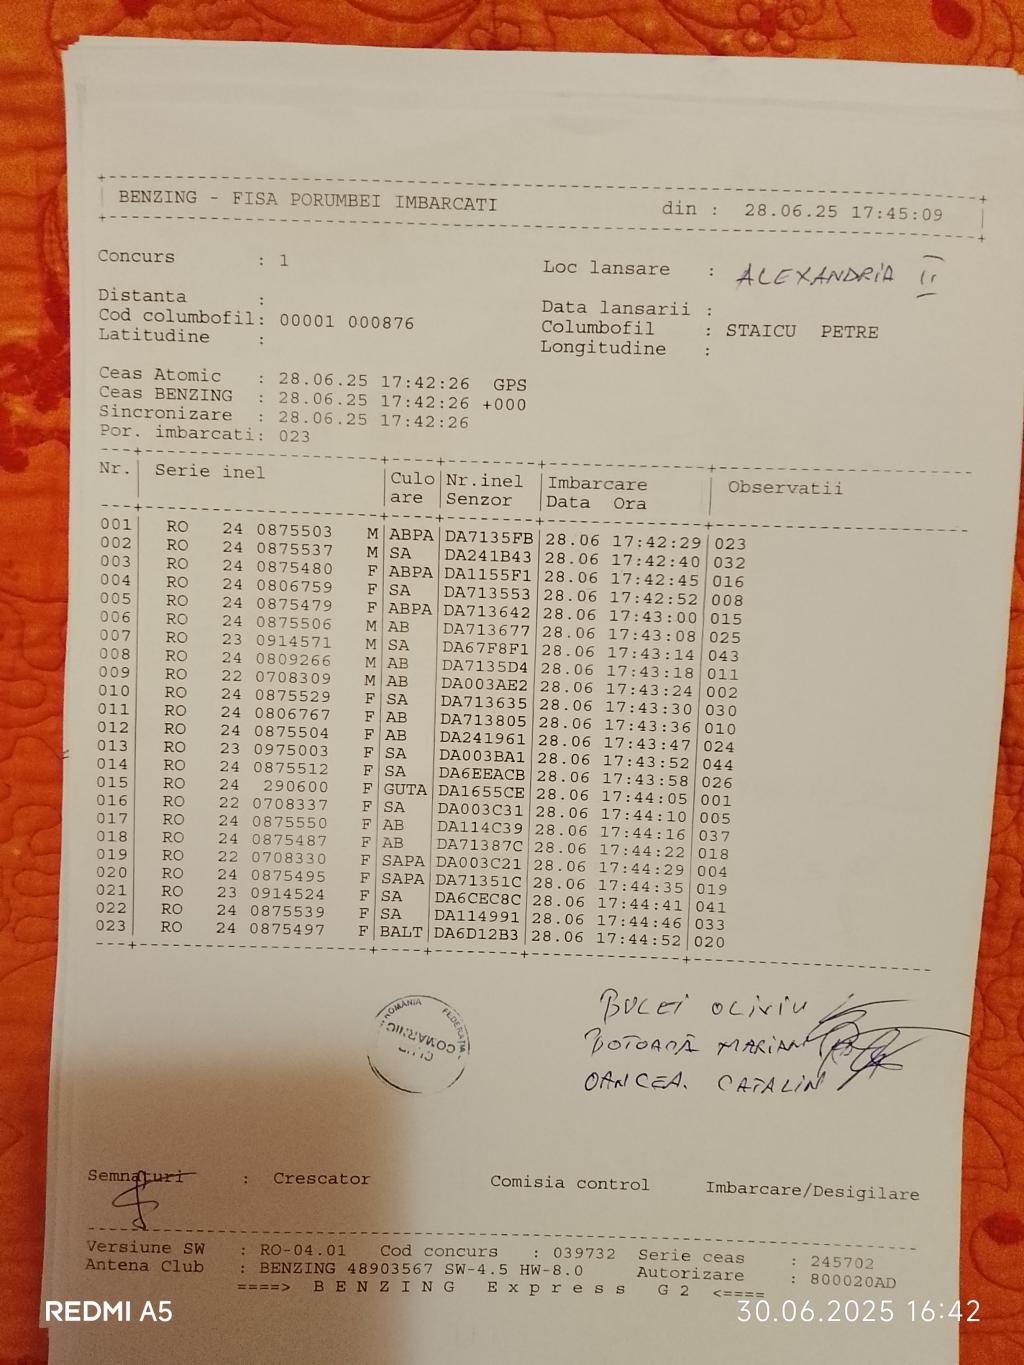 BENZING - FISA PORUMBEI IMBARCATI din : 28.06.25 17:45:09
Concurs : 1 Loc lansare : ALEXANDRIA II
Distanta : Data lansarii :
Cod columbofil: 00001 000876 Columbofil : STAICU PETRE
Latitudine : Longitudine :
Ceas Atomic : 28.06.25 17:42:26 GPS
Ceas BENZING : 28.06.25 17:42:26 +000
Sincronizare : 28.06.25 17:42:26
Por. imbarcati: 023
Nr. Serie inel Culo Nr.inel Imbarcare Observatii
are Senzor Data Ora
001 RO 24 0875503 M ABPA DA7135FB 28.06 17:42:29 023
002 RO 24 0875537 M SA DA241B43 28.06 17:42:40 032
003 RO 24 0875480 F ABPA DA1155F1 28.06 17:42:45 016
004 RO 24 0806759 F SA DA713553 28.06 17:42:52 008
005 RO 24 0875479 F ABPA DA713642 28.06 17:43:00 015
006 RO 24 0875506 M AB DA713677 28.06 17:43:08 025
007 RO 23 0914571 M SA DA67F8F1 28.06 17:43:14 043
008 RO 24 0809266 M AB DA7135D4 28.06 17:43:18 011
009 RO 22 0708309 M AB DA003AE2 28.06 17:43:24 002
010 RO 24 0875529 F SA DA713635 28.06 17:43:30 030
011 RO 24 0806767 F AB DA713805 28.06 17:43:36 010
012 RO 24 0875504 F AB DA241961 28.06 17:43:47 024
013 RO 23 0975003 F SA DA003BA1 28.06 17:43:52 044
014 RO 24 0875512 F SA DA6EEACB 28.06 17:43:58 026
015 RO 24 290600 F GUTA DA1655CE 28.06 17:44:05 001
016 RO 22 0708337 F SA DA003C31 28.06 17:44:10 005
017 RO 24 0875550 F AB DA114C39 28.06 17:44:16 037
018 RO 24 0875487 F AB DA71387C 28.06 17:44:22 018
019 RO 22 0708330 F SAPA DA003C21 28.06 17:44:29 004
020 RO 24 0875495 F SAPA DA71351C 28.06 17:44:35 019
021 RO 23 0914524 F SA DA6CEC8C 28.06 17:44:41 041
022 RO 24 0875539 F SA DA114991 28.06 17:44:46 033
023 RO 24 0875497 F BALT DA6D12B3 28.06 17:44:52 020
ROMANIA FEDERATIA
COMARNIC
BULEI OLIVIU
BOTOACĂ MARIAN
OANCEA CATALIN
Semnaturi : Crescator Comisia control Imbarcare/Desigilare
Versiune SW : RO-04.01 Cod concurs : 039732 Serie ceas : 245702
Antena Club : BENZING 48903567 SW-4.5 HW-8.0 Autorizare : 800020AD
====> B E N Z I N G E x p r e s s G 2 <====
REDMI A5 30.06.2025 16:42